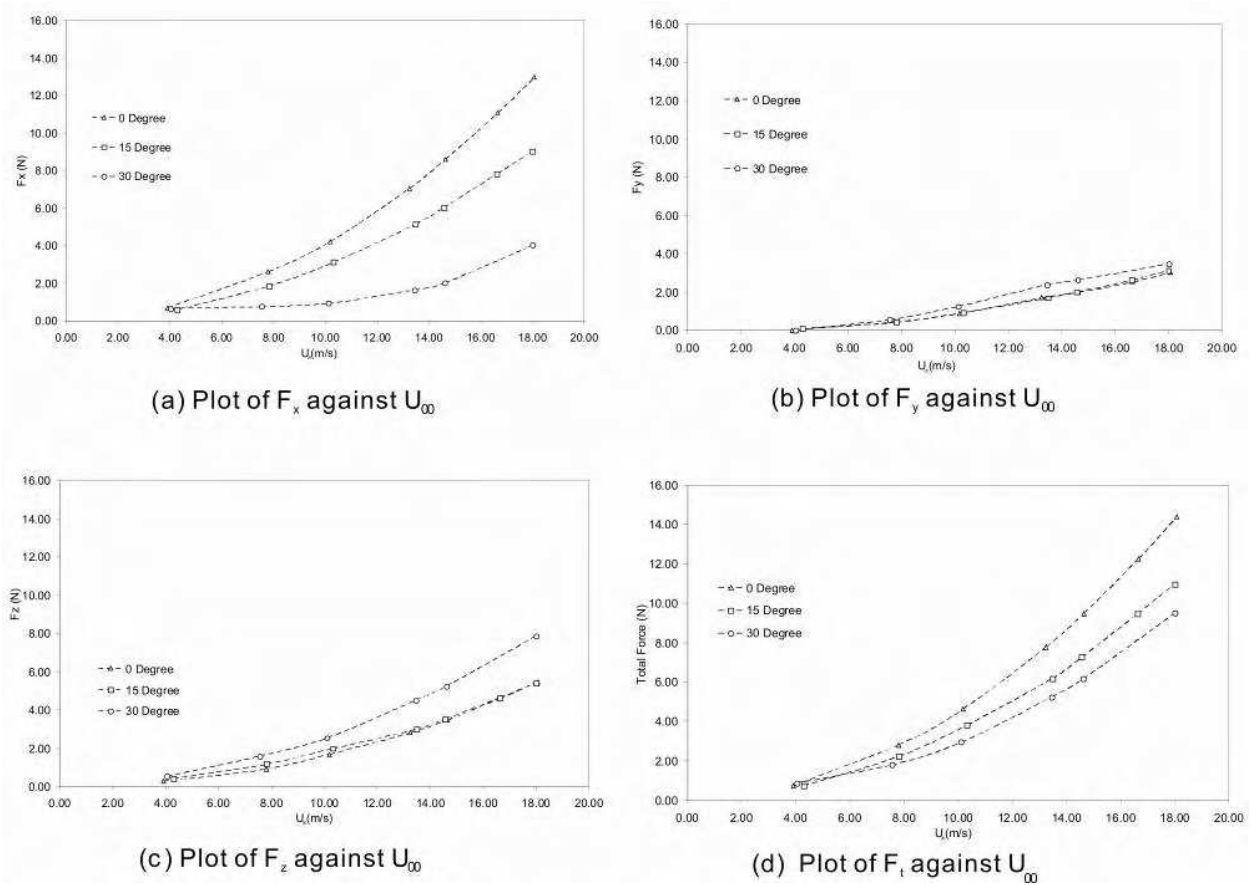 16.00
14.00
12.00
10.00
8.00
6.00
4.00
2.00
0.00
Fx (N)
0 Degree
15 Degree
30 Degree
0.00 2.00 4.00 6.00 8.00 10.00 12.00 14.00 16.00 18.00 20.00
(m/s)
(a) Plot of Fx against U00
16.00
14.00
12.00
10.00
8.00
6.00
4.00
2.00
0.00
Fy (N)
0 Degree
15 Degree
30 Degree
0.00 2.00 4.00 6.00 8.00 10.00 12.00 14.00 16.00 18.00 20.00
(m/s)
(b) Plot of Fy against U00
16.00
14.00
12.00
10.00
8.00
6.00
4.00
2.00
0.00
Fz (N)
0 Degree
15 Degree
30 Degree
0.00 2.00 4.00 6.00 8.00 10.00 12.00 14.00 16.00 18.00 20.00
(m/s)
(c) Plot of Fz against U00
16.00
14.00
12.00
10.00
8.00
6.00
4.00
2.00
0.00
Total Force (N)
0 Degree
15 Degree
30 Degree
0.00 2.00 4.00 6.00 8.00 10.00 12.00 14.00 16.00 18.00 20.00
(m/s)
(d) Plot of Ft against U00